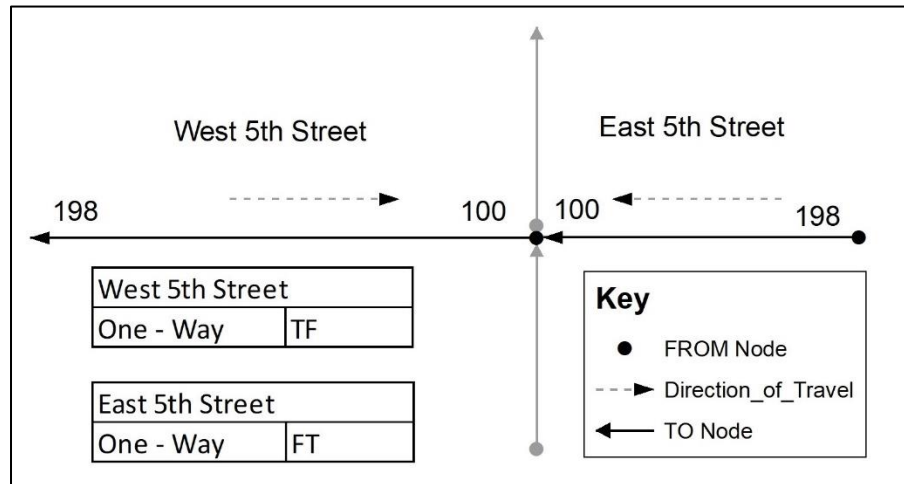 West 5th Street
East 5th Street
198
100
100
198
West 5th Street
One - Way TF
East 5th Street
One - Way FT
Key
FROM Node
Direction_of_Travel
TO Node